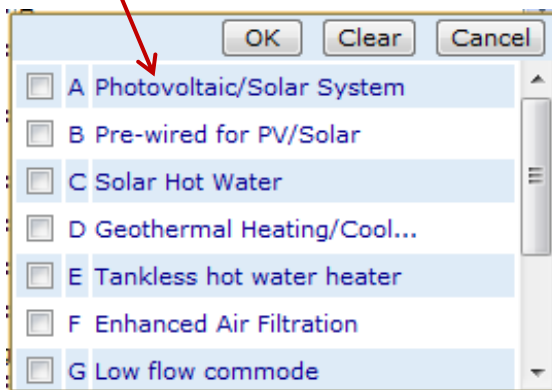 OK Clear Cancel
A Photovoltaic/Solar System
B Pre-wired for PV/Solar
C Solar Hot Water
D Geothermal Heating/Cool...
E Tankless hot water heater
F Enhanced Air Filtration
G Low flow commode